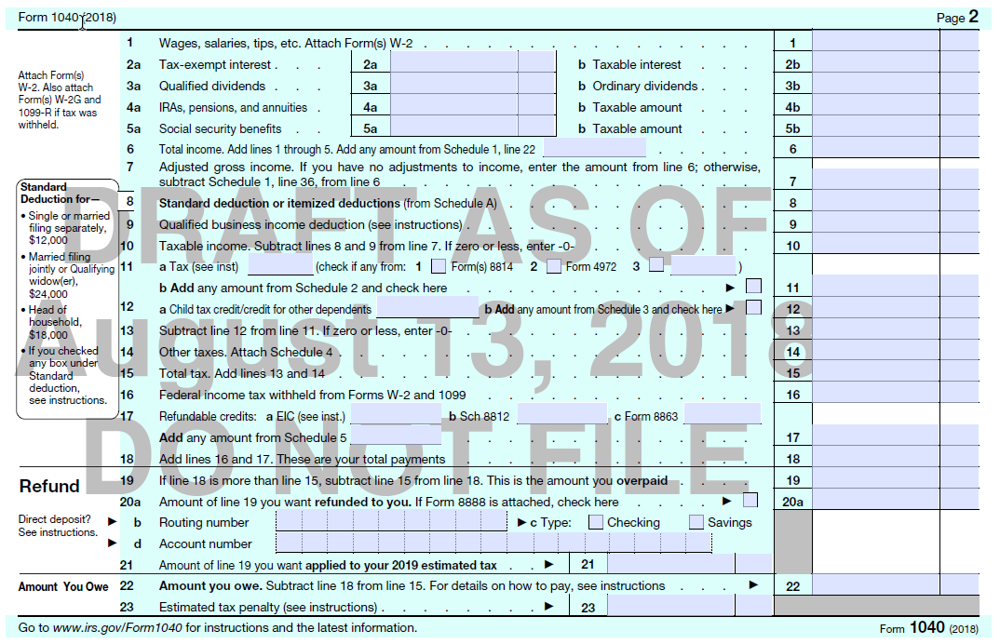 Form 1040 (2018) Page 2
Attach Form(s)
W-2. Also attach
Form(s) W-2G and
1099-R if tax was
withheld.
1 Wages, salaries, tips, etc. Attach Form(s) W-2 . . . . . . . . . . . . . . . . 1
2a Tax-exempt interest . . . 2a b Taxable interest . . . 2b
3a Qualified dividends . . . 3a b Ordinary dividends . . . 3b
4a IRAs, pensions, and annuities . 4a b Taxable amount . . . 4b
5a Social security benefits . . 5a b Taxable amount . . . 5b
6 Total income. Add lines 1 through 5. Add any amount from Schedule 1, line 22 . . . . . 6
7 Adjusted gross income. If you have no adjustments to income, enter the amount from line 6; otherwise,
subtract Schedule 1, line 36, from line 6 . . . . . . . . . . . . . . . . . 7
Standard
Deduction for—
• Single or married
filing separately,
$12,000
• Married filing
jointly or Qualifying
widow(er),
$24,000
• Head of
household,
$18,000
• If you checked
any box under
Standard
deduction,
see instructions.
8 Standard deduction or itemized deductions (from Schedule A) . . . . . . . . . . . . 8
9 Qualified business income deduction (see instructions) . . . . . . . . . . . . . . 9
10 Taxable income. Subtract lines 8 and 9 from line 7. If zero or less, enter -0- . . . . . . . . 10
11 a Tax (see inst) (check if any from: 1 Form(s) 8814 2 Form 4972 3 )
b Add any amount from Schedule 2 and check here . . . . . . . . . . . . ▶ 11
12 a Child tax credit/credit for other dependents b Add any amount from Schedule 3 and check here ▶ 12
13 Subtract line 12 from line 11. If zero or less, enter -0- . . . . . . . . . . . . . . 13
14 Other taxes. Attach Schedule 4 . . . . . . . . . . . . . . . . . . . 14
15 Total tax. Add lines 13 and 14 . . . . . . . . . . . . . . . . . . . 15
16 Federal income tax withheld from Forms W-2 and 1099 . . . . . . . . . . . . . 16
17 Refundable credits: a EIC (see inst.) b Sch 8812 c Form 8863
Add any amount from Schedule 5 . . . . . . . . . . . . . . 17
18 Add lines 16 and 17. These are your total payments . . . . . . . . . . . . . . 18
Refund
19 If line 18 is more than line 15, subtract line 15 from line 18. This is the amount you overpaid . . . . 19
20a Amount of line 19 you want refunded to you. If Form 8888 is attached, check here . . . . ▶ 20a
Direct deposit?
See instructions.
▶ b Routing number ▶ c Type: Checking Savings
▶ d Account number
21 Amount of line 19 you want applied to your 2019 estimated tax . . ▶ 21
Amount You Owe 22 Amount you owe. Subtract line 18 from line 15. For details on how to pay, see instructions . . . ▶ 22
23 Estimated tax penalty (see instructions) . . . . . . . . ▶ 23
Go to www.irs.gov/Form1040 for instructions and the latest information. Form 1040 (2018)
DRAFT AS OF
August 13, 2018
DO NOT FILE